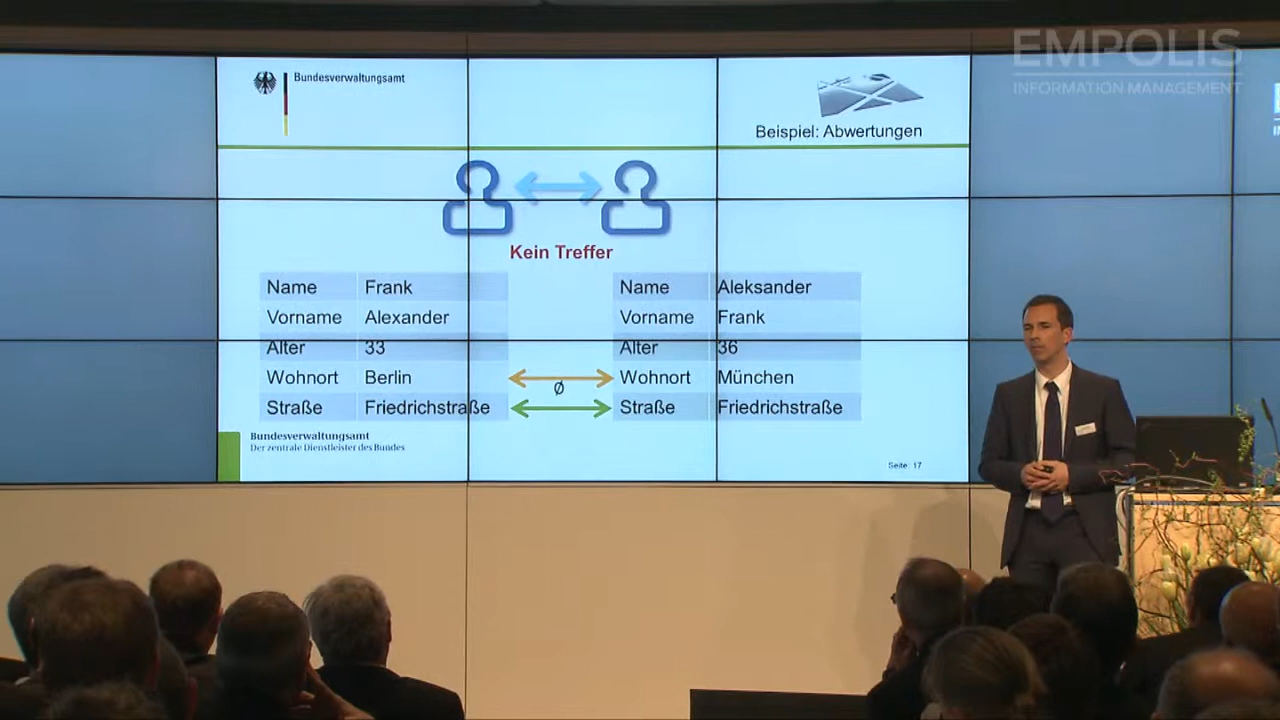 EMPOLIS
INFORMATION MANAGEMENT
Bundesverwaltungsamt
Beispiel: Abwertungen
Kein Treffer
Name Frank Name Aleksander
Vorname Alexander Vorname Frank
Alter 33 Alter 36
Wohnort Berlin Ø Wohnort München
Straße Friedrichstraße Straße Friedrichstraße
Bundesverwaltungsamt
Der zentrale Dienstleister des Bundes
Seite: 17